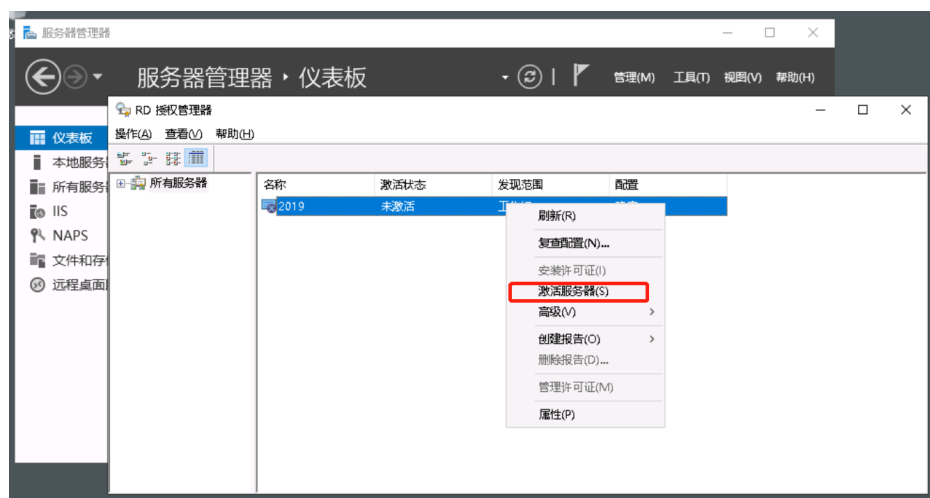 服务器管理器
服务器管理器 · 仪表板
管理(M) 工具(T) 视图(V) 帮助(H)
RD 授权管理器
操作(A) 查看(V) 帮助(H)
仪表板
本地服务
所有服务
IIS
NAPS
文件和存
远程桌面
所有服务器
名称 激活状态 发现范围 配置
2019 未激活
刷新(R)
复查配置(N)...
安装许可证(I)
激活服务器(S)
高级(V)
创建报告(O)
删除报告(D)...
管理许可证(M)
属性(P)